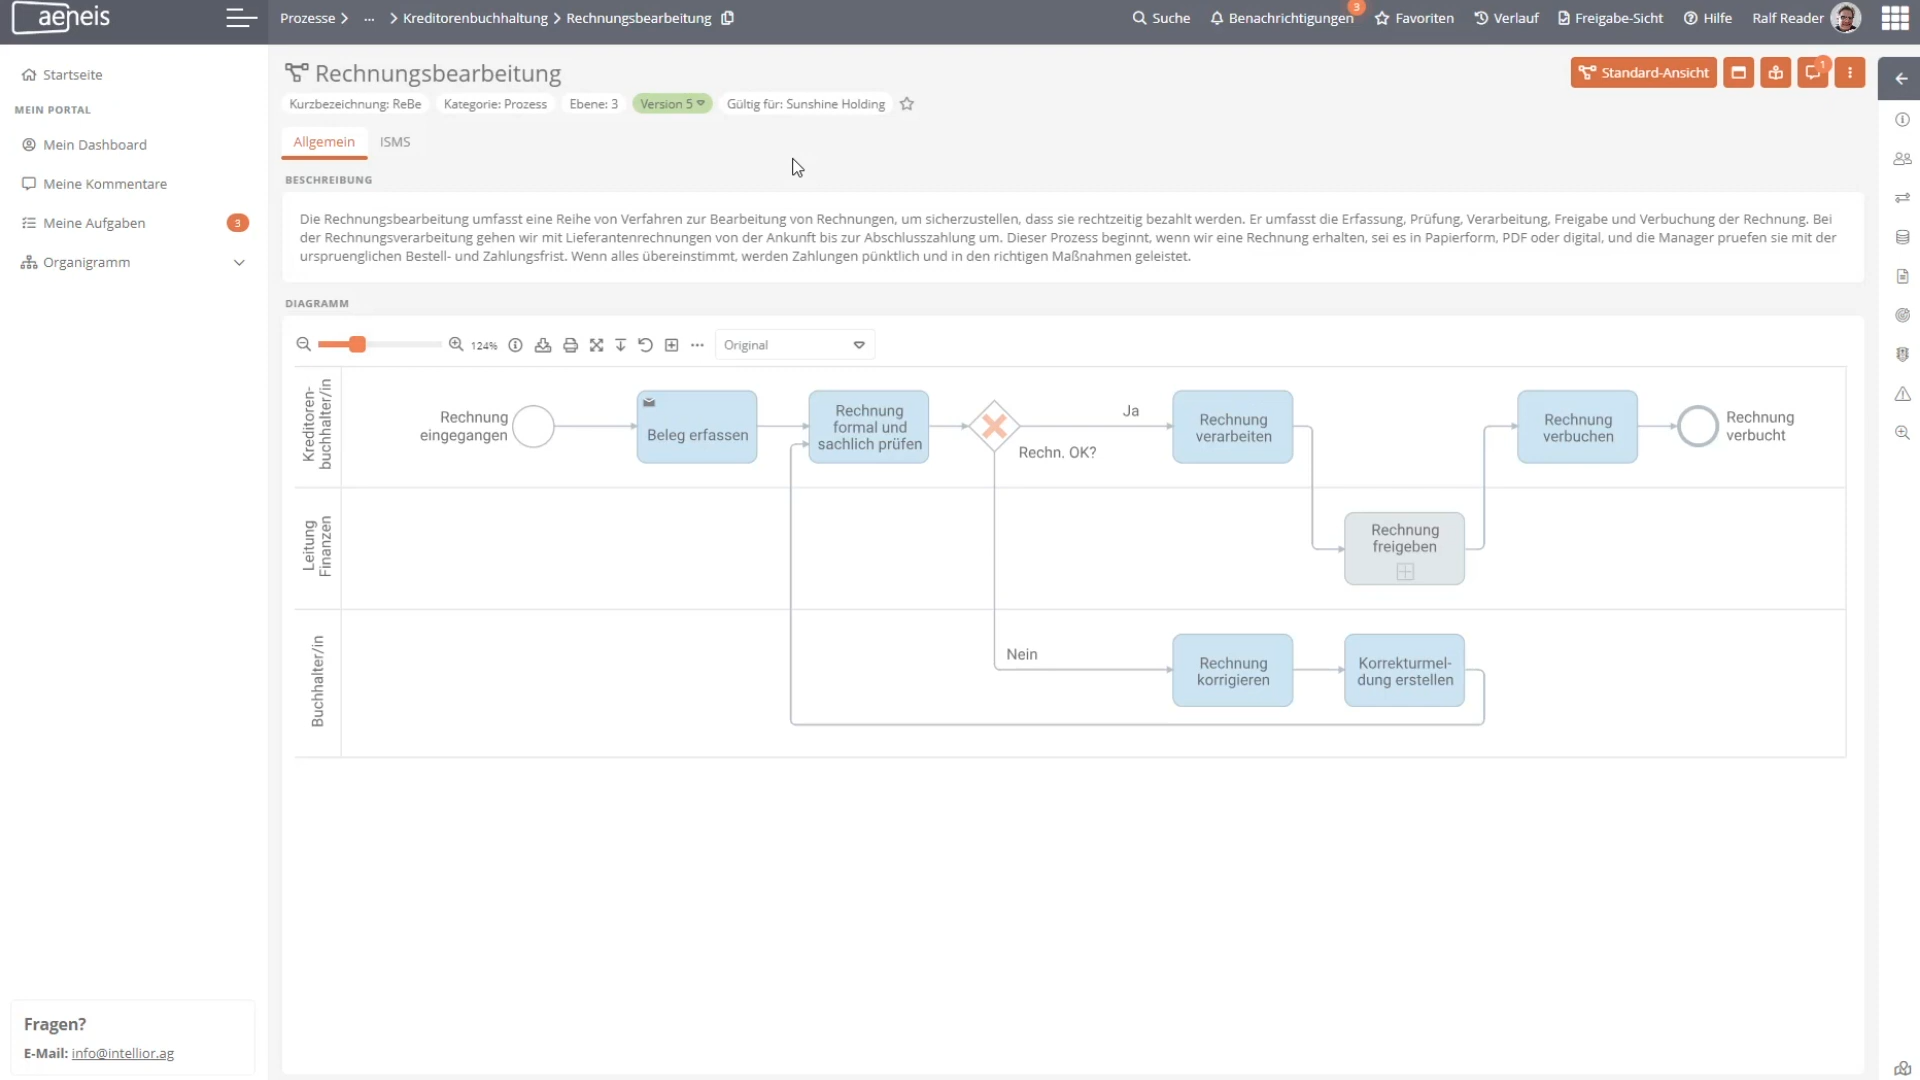 aeneis
Prozesse
...
Kreditorenbuchhaltung
Rechnungsbearbeitung
Suche
Benachrichtigungen
3
Favoriten
Verlauf
Freigabe-Sicht
Hilfe
Ralf Reader
Startseite
MEIN PORTAL
Mein Dashboard
Meine Kommentare
Meine Aufgaben
3
Organigramm
Fragen?
E-Mail: info@intellior.ag
Rechnungsbearbeitung
Standard-Ansicht
1
Kurzbezeichnung: ReBe
Kategorie: Prozess
Ebene: 3
Version 5
Gültig für: Sunshine Holding
Allgemein
ISMS
BESCHREIBUNG
Die Rechnungsbearbeitung umfasst eine Reihe von Verfahren zur Bearbeitung von Rechnungen, um sicherzustellen, dass sie rechtzeitig bezahlt werden. Er umfasst die Erfassung, Prüfung, Verarbeitung, Freigabe und Verbuchung der Rechnung. Bei
der Rechnungsverarbeitung gehen wir mit Lieferantenrechnungen von der Ankunft bis zur Abschlusszahlung um. Dieser Prozess beginnt, wenn wir eine Rechnung erhalten, sei es in Papierform, PDF oder digital, und die Manager pruefen sie mit der
urspruenglichen Bestell- und Zahlungsfrist. Wenn alles übereinstimmt, werden Zahlungen pünktlich und in den richtigen Maßnahmen geleistet.
DIAGRAMM
124%
Original
Kreditoren-
buchhalter/in
Rechnung
eingegangen
Beleg erfassen
Rechnung
formal und
sachlich prüfen
Rechn. OK?
Ja
Rechnung
verarbeiten
Rechnung
verbuchen
Rechnung
verbucht
Leitung
Finanzen
Rechnung
freigeben
Buchhalter/in
Nein
Rechnung
korrigieren
Korrekturmel-
dung erstellen